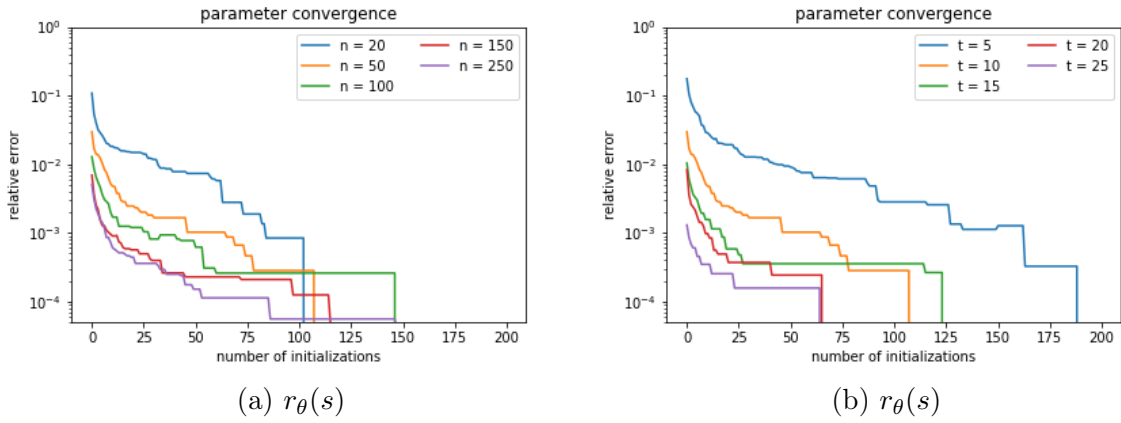 parameter convergence
10^0
10^-1
10^-2
10^-3
10^-4
relative error
n = 20
n = 50
n = 100
n = 150
n = 250
0 25 50 75 100 125 150 175 200
number of initializations
(a) r_θ(s)
parameter convergence
10^0
10^-1
10^-2
10^-3
10^-4
relative error
t = 5
t = 10
t = 15
t = 20
t = 25
0 25 50 75 100 125 150 175 200
number of initializations
(b) r_θ(s)